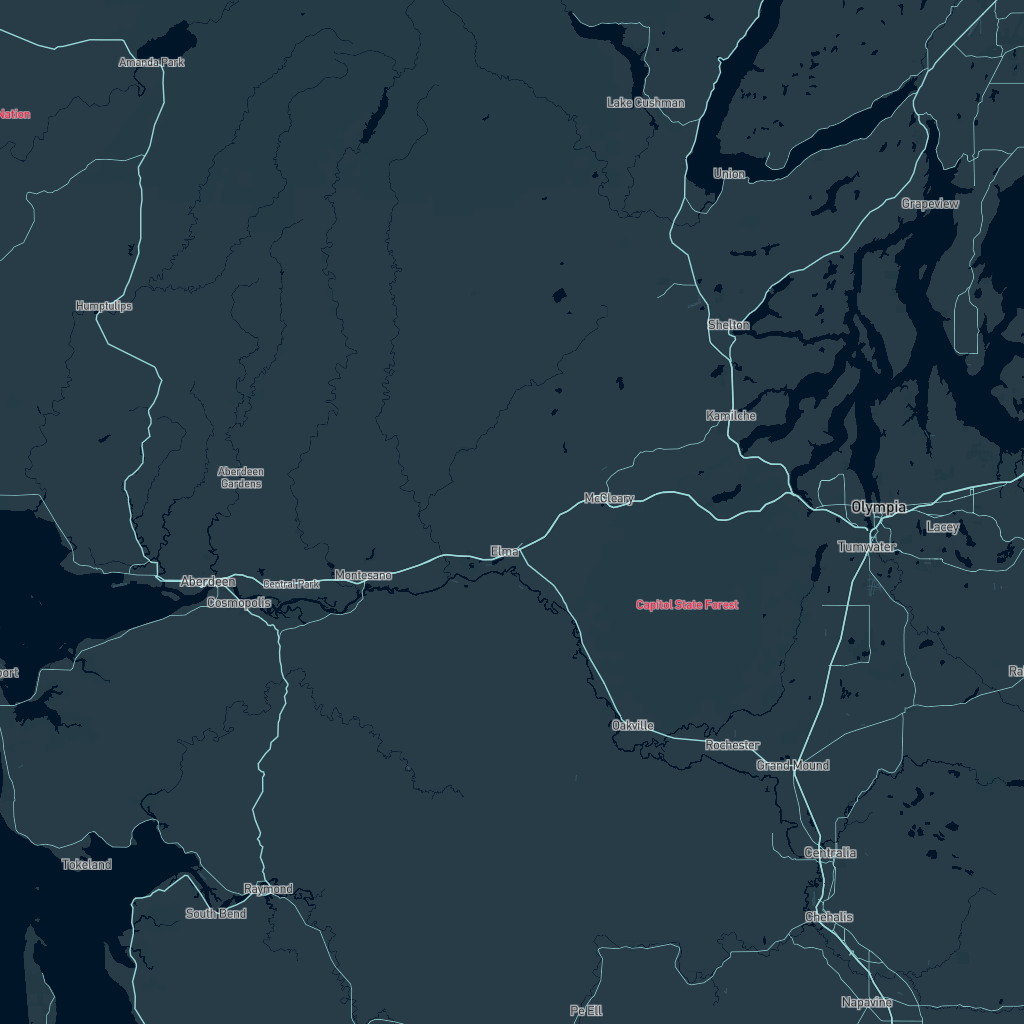 Amanda Park
Lake Cushman
Union
Grapeview
Humptulips
Shelton
Kamilche
Aberdeen
Gardens
McCleary
Olympia
Lacey
Tumwater
Elma
Montesano
Central Park
Aberdeen
Cosmopolis
Capitol State Forest
Oakville
Rochester
Grand Mound
Centralia
Tokeland
Raymond
South Bend
Chehalis
Napavine
Pe Ell